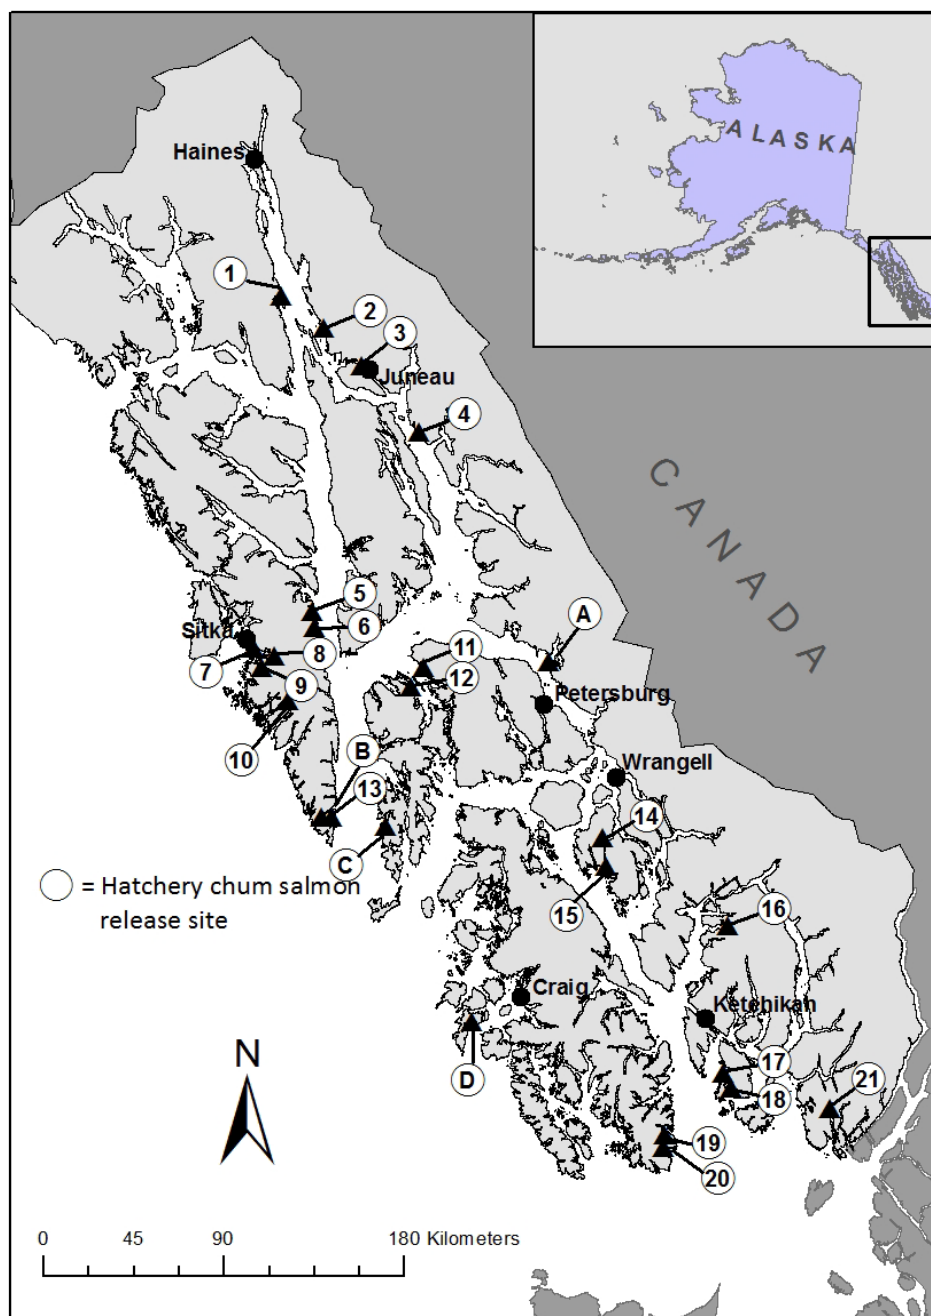 ALASKA
Haines
1
2
3
Juneau
4
CANADA
5
Sitka
6
A
7
8
11
9
12
Petersburg
10
B
Wrangell
13
14
C
= Hatchery chum salmon
release site
15
16
Craig
Ketchikan
D
17
18
21
N
19
20
0 45 90 180 Kilometers